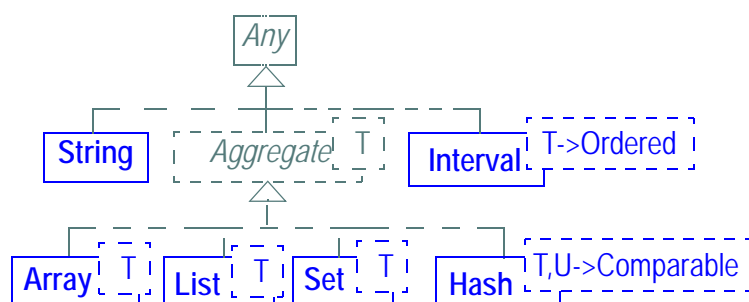 Any
String Aggregate T Interval T->Ordered
Array T List T Set T Hash T,U->Comparable